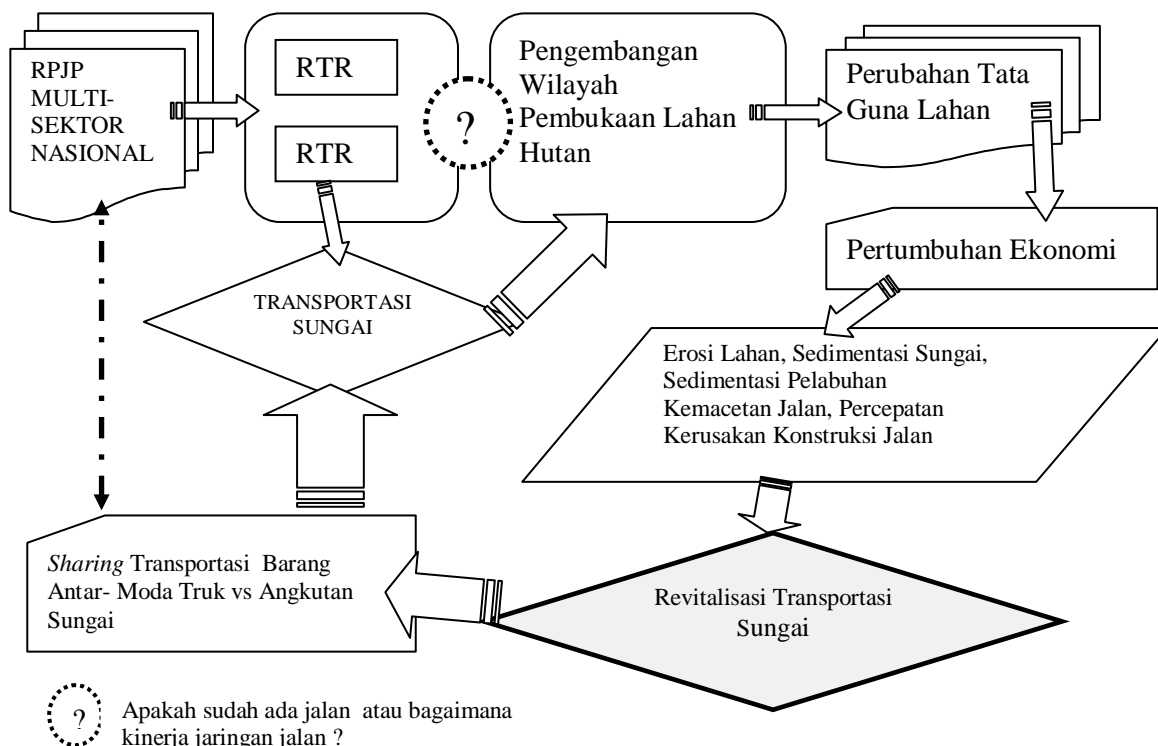 RPJP
MULTI-
SEKTOR
NASIONAL
RTR
RTR
?
Pengembangan
Wilayah
Pembukaan Lahan
Hutan
Perubahan Tata
Guna Lahan
Pertumbuhan Ekonomi
TRANSPORTASI
SUNGAI
Erosi Lahan, Sedimentasi Sungai,
Sedimentasi Pelabuhan
Kemacetan Jalan, Percepatan
Kerusakan Konstruksi Jalan
Revitalisasi Transportasi
Sungai
Sharing Transportasi Barang
Antar- Moda Truk vs Angkutan
Sungai
?
Apakah sudah ada jalan atau bagaimana
kinerja jaringan jalan ?